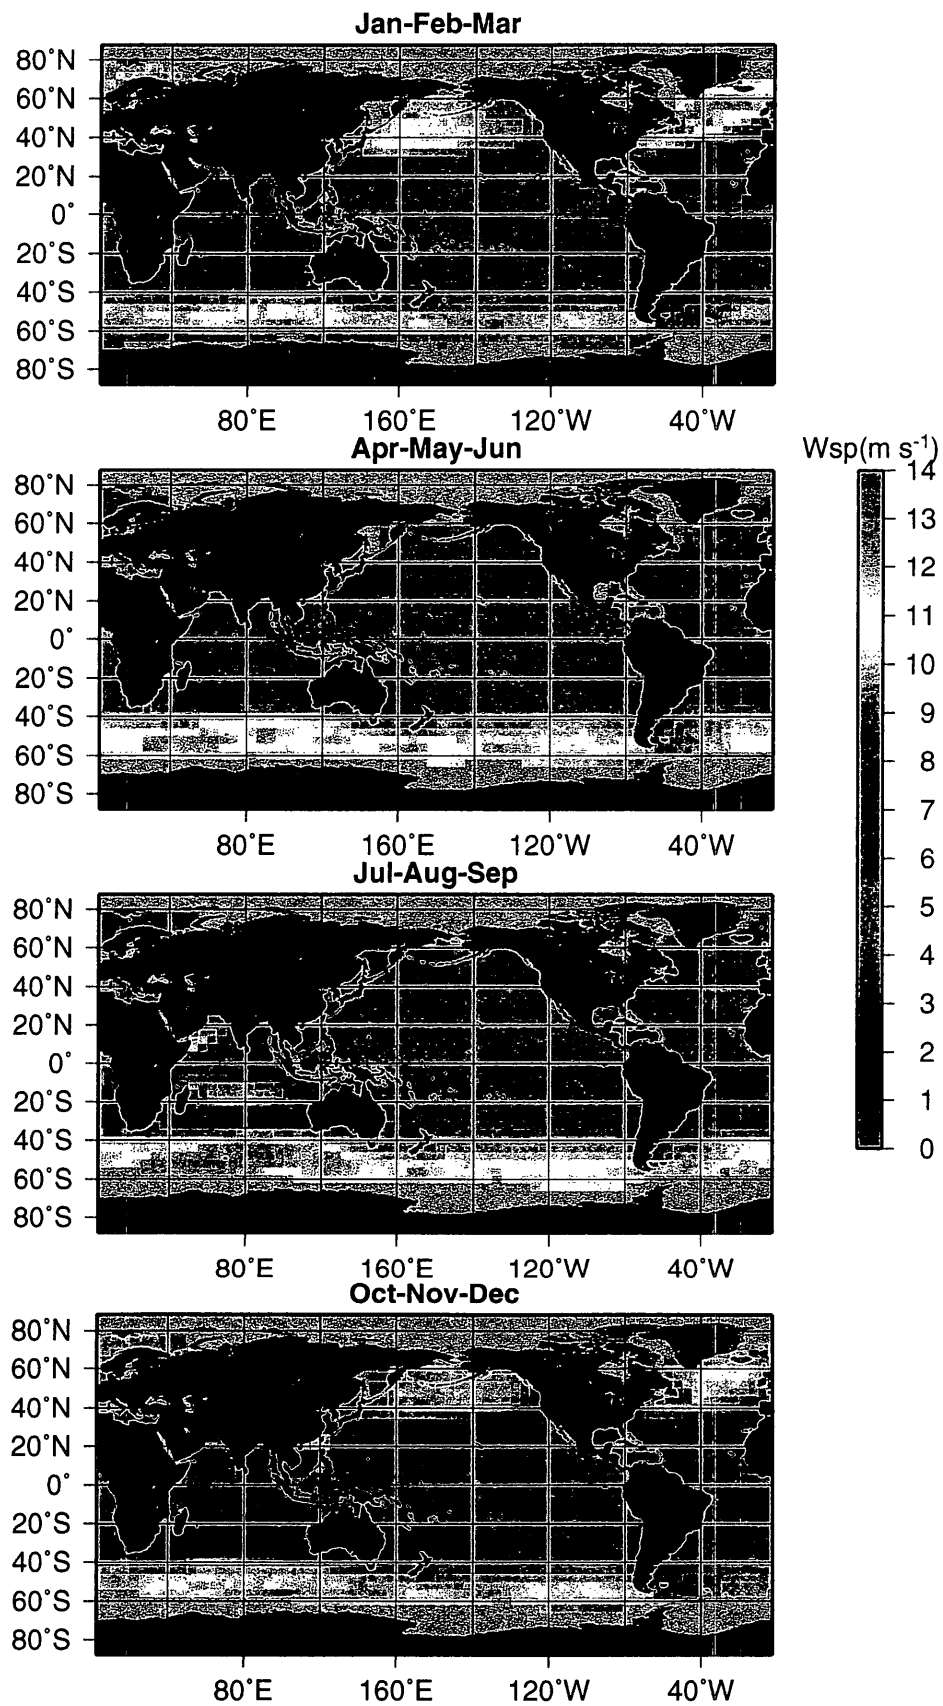 Jan-Feb-Mar
80˚N
60˚N
40˚N
20˚N
0˚
20˚S
40˚S
60˚S
80˚S
80˚E 160˚E 120˚W 40˚W
Apr-May-Jun
Wsp(m s-1)
80˚N
60˚N
40˚N
20˚N
0˚
20˚S
40˚S
60˚S
80˚S
80˚E 160˚E 120˚W 40˚W
14
13
12
11
10
9
8
7
6
5
4
3
2
1
0
Jul-Aug-Sep
80˚N
60˚N
40˚N
20˚N
0˚
20˚S
40˚S
60˚S
80˚S
80˚E 160˚E 120˚W 40˚W
Oct-Nov-Dec
80˚N
60˚N
40˚N
20˚N
0˚
20˚S
40˚S
60˚S
80˚S
80˚E 160˚E 120˚W 40˚W